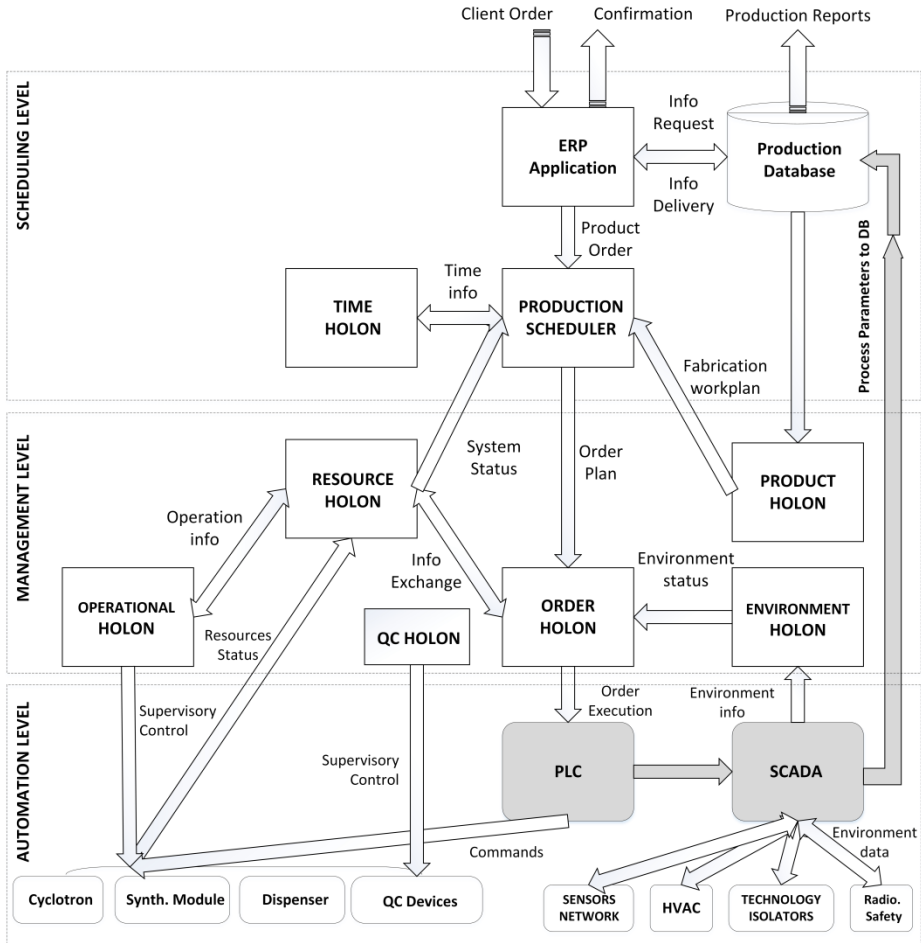 Client Order
Confirmation
Production Reports
SCHEDULING LEVEL
ERP
Application
Info
Request
Info
Delivery
Production
Database
Product
Order
Process Parameters to DB
TIME
HOLON
Time
info
PRODUCTION
SCHEDULER
Fabrication
workplan
MANAGEMENT LEVEL
RESOURCE
HOLON
System
Status
Order
Plan
PRODUCT
HOLON
Operation
info
Info
Exchange
Environment
status
OPERATIONAL
HOLON
Resources
Status
QC HOLON
ORDER
HOLON
ENVIRONMENT
HOLON
AUTOMATION LEVEL
Supervisory
Control
Supervisory
Control
Order
Execution
Environment
info
PLC
SCADA
Commands
Environment
data
Cyclotron
Synth. Module
Dispenser
QC Devices
SENSORS
NETWORK
HVAC
TECHNOLOGY
ISOLATORS
Radio.
Safety